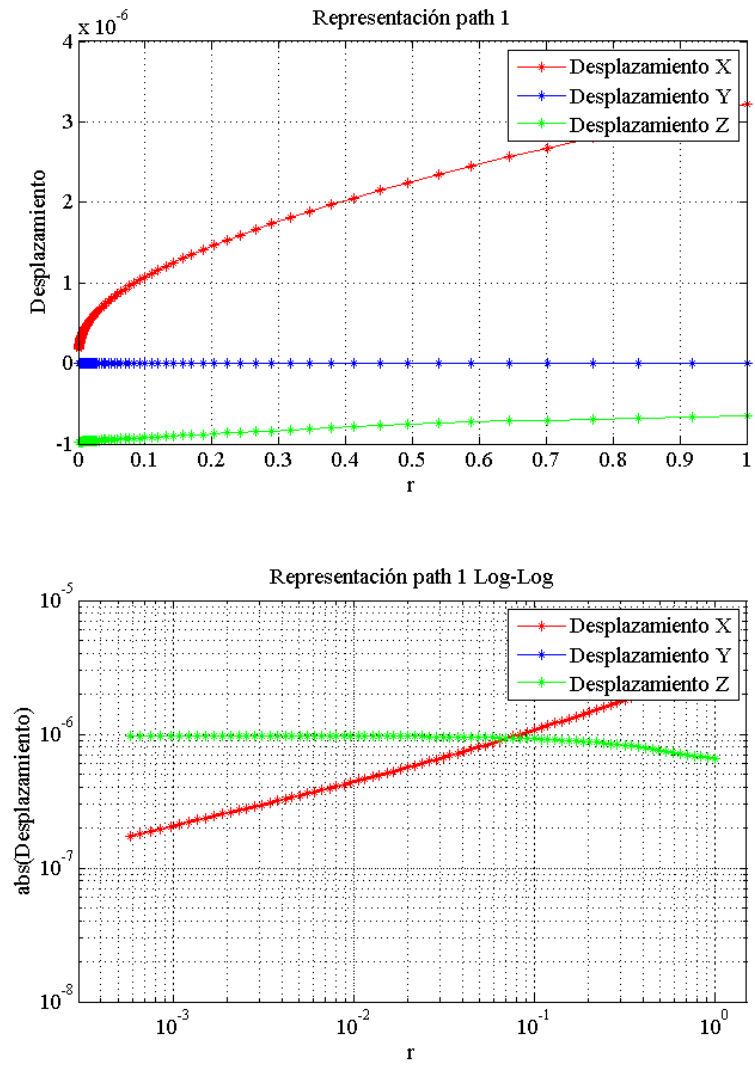 Representación path 1
x 10^-6
4
3
2
1
0
-1
Desplazamiento
Desplazamiento X
Desplazamiento Y
Desplazamiento Z
0 0.1 0.2 0.3 0.4 0.5 0.6 0.7 0.8 0.9 1
r
Representación path 1 Log-Log
10^-5
10^-6
10^-7
10^-8
abs(Desplazamiento)
Desplazamiento X
Desplazamiento Y
Desplazamiento Z
10^-3 10^-2 10^-1 10^0
r